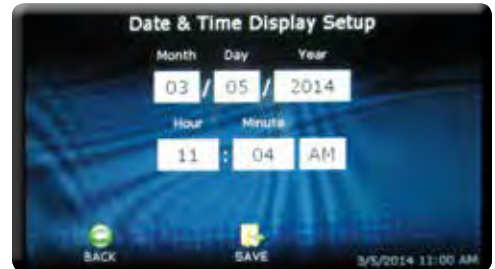 Date & Time Display Setup
Month Day Year
03 / 05 / 2014
Hour Minute
11 : 04 AM
BACK SAVE 3/5/2014 11:00 AM